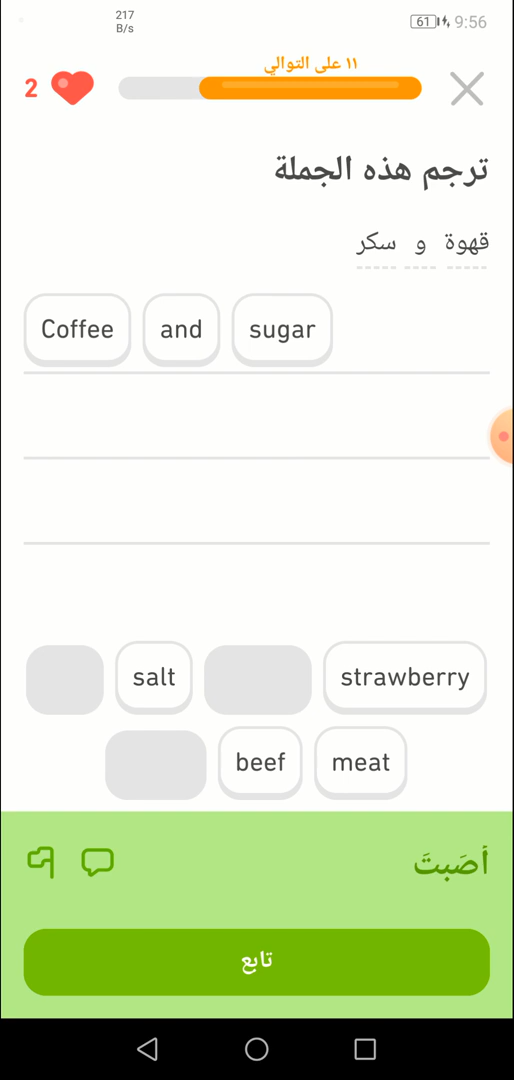 217
B/s
61 9:56
١١ على التوالي
2
ترجم هذه الجملة
قهوة و سكر
Coffee and sugar
salt strawberry
beef meat
أصَبتَ
تابع